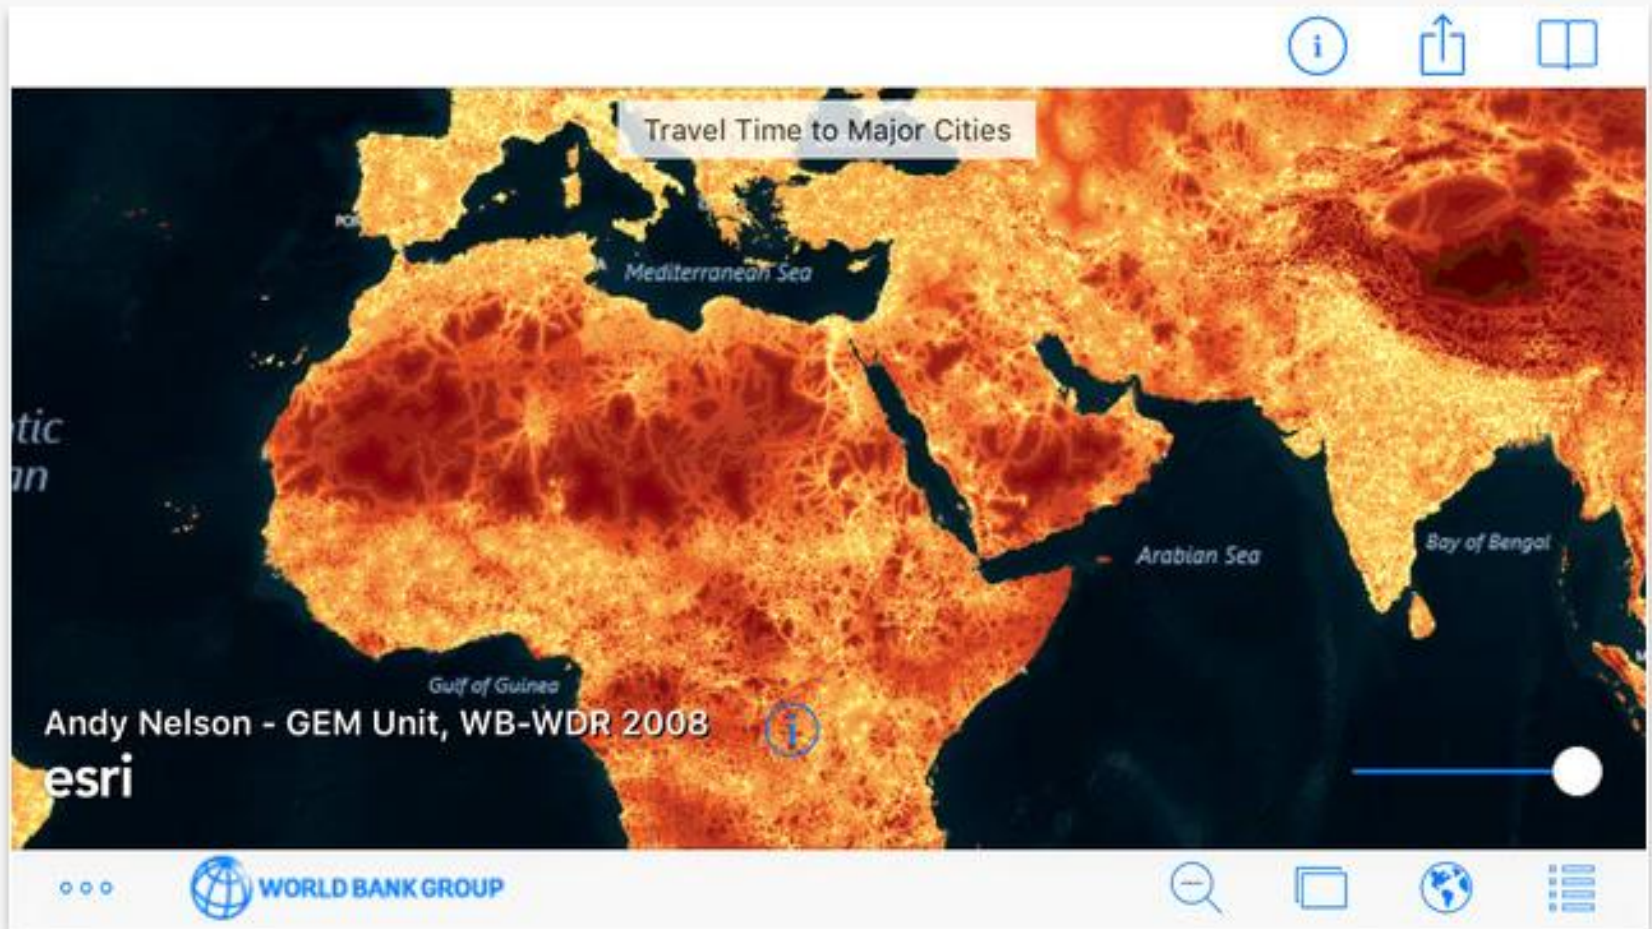 Travel Time to Major Cities
Mediterranean Sea
tic
an
Arabian Sea
Bay of Bengal
Gulf of Guinea
Andy Nelson - GEM Unit, WB-WDR 2008
esri
WORLD BANK GROUP